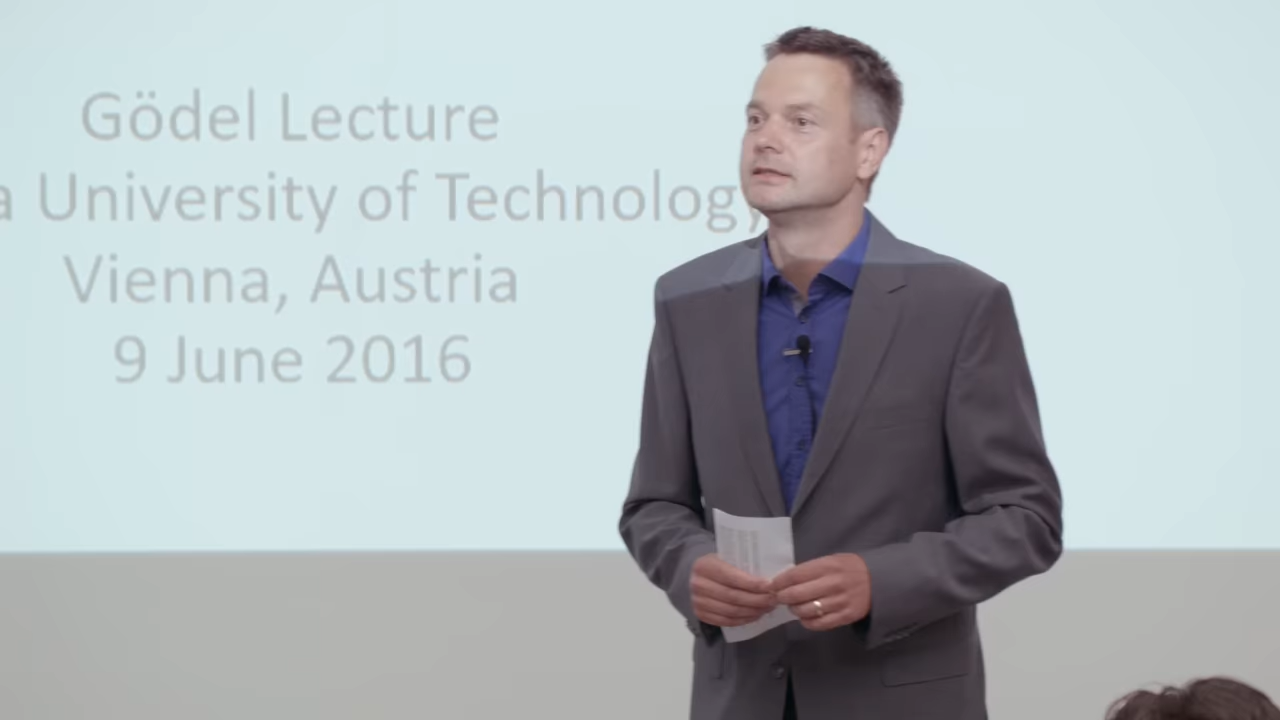 Gödel Lecture
a University of Technology
Vienna, Austria
9 June 2016